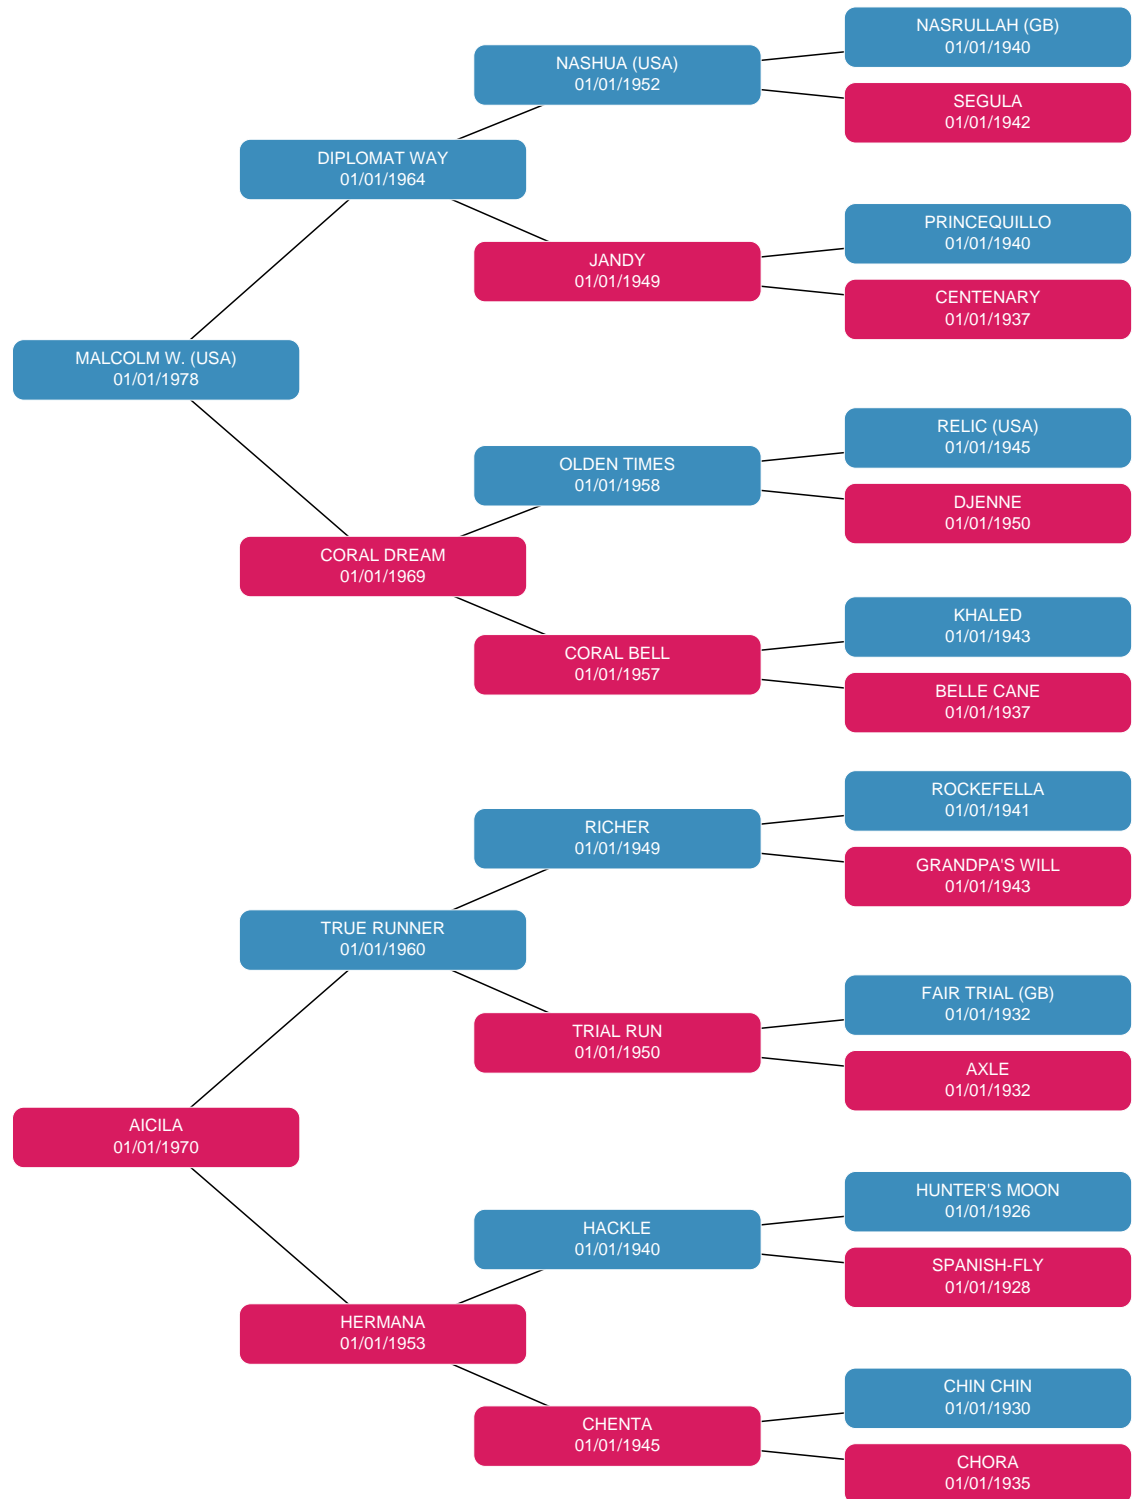 NASRULLAH (GB)
01/01/1940
NASHUA (USA)
01/01/1952
SEGULA
01/01/1942
DIPLOMAT WAY
01/01/1964
PRINCEQUILLO
01/01/1940
JANDY
01/01/1949
CENTENARY
01/01/1937
MALCOLM W. (USA)
01/01/1978
RELIC (USA)
01/01/1945
OLDEN TIMES
01/01/1958
DJENNE
01/01/1950
CORAL DREAM
01/01/1969
KHALED
01/01/1943
CORAL BELL
01/01/1957
BELLE CANE
01/01/1937
ROCKEFELLA
01/01/1941
RICHER
01/01/1949
GRANDPA'S WILL
01/01/1943
TRUE RUNNER
01/01/1960
FAIR TRIAL (GB)
01/01/1932
TRIAL RUN
01/01/1950
AXLE
01/01/1932
AICILA
01/01/1970
HUNTER'S MOON
01/01/1926
HACKLE
01/01/1940
SPANISH-FLY
01/01/1928
HERMANA
01/01/1953
CHIN CHIN
01/01/1930
CHENTA
01/01/1945
CHORA
01/01/1935